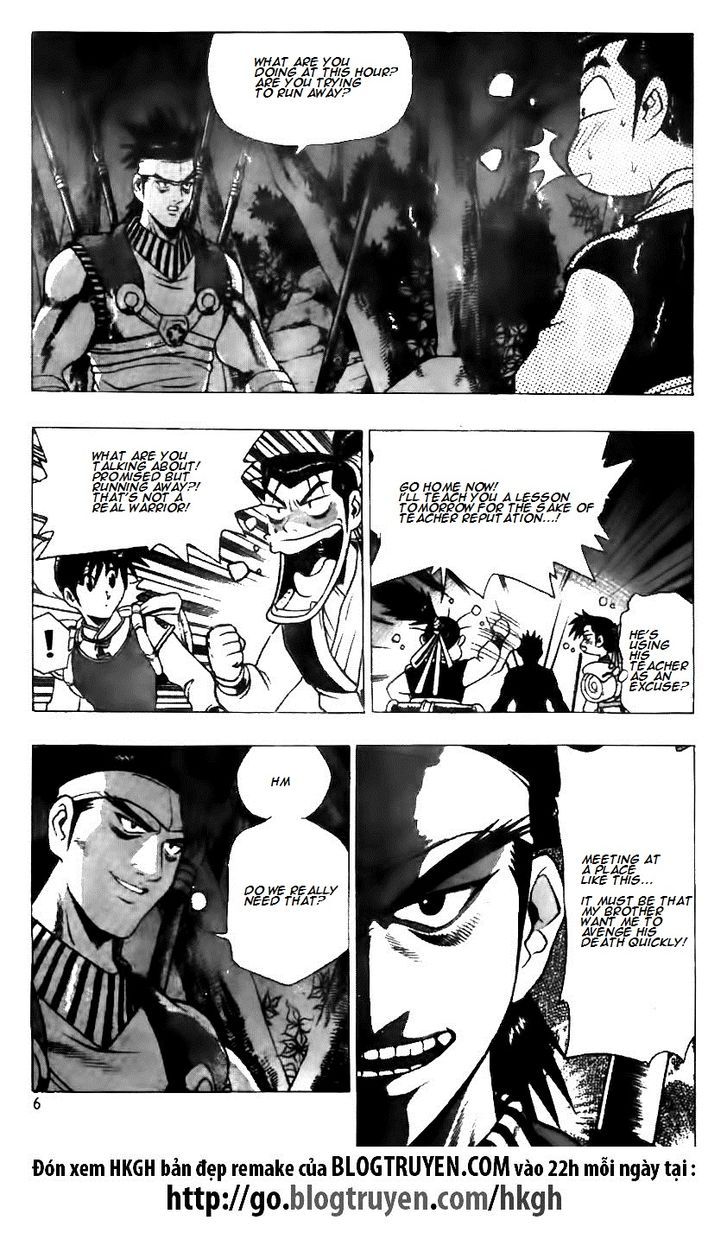 WHAT ARE YOU
DOING AT THIS HOUR?
ARE YOU TRYING
TO RUN AWAY?
WHAT ARE YOU
TALKING ABOUT!
PROMISED BUT
RUNNING AWAY?!
THAT'S NOT A
REAL WARRIOR!
!
GO HOME NOW!
I'LL TEACH YOU A LESSON
TOMORROW FOR THE SAKE OF
TEACHER REPUTATION...!
HE'S
USING
HIS
TEACHER
AS AN
EXCUSE?
HM
DO WE REALLY
NEED THAT?
MEETING AT
A PLACE
LIKE THIS...
IT MUST BE THAT
MY BROTHER
WANT ME TO
AVENGE HIS
DEATH QUICKLY!
6
Đón xem HKGH bản đẹp remake của BLOGTRUYEN.COM vào 22h mỗi ngày tại :
http://go.blogtruyen.com/hkgh